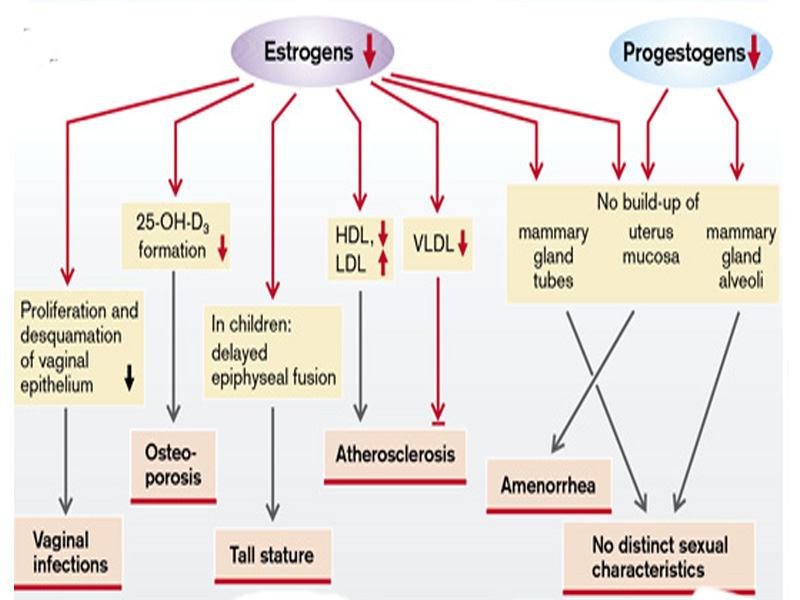 Estrogens
Progestogens
25-OH-D₃
formation
HDL,
LDL
VLDL
No build-up of
mammary
gland
tubes
uterus
mucosa
mammary
gland
alveoli
Proliferation and
desquamation
of vaginal
epithelium
In children:
delayed
epiphyseal fusion
Osteo-
porosis
Atherosclerosis
Amenorrhea
Vaginal
infections
Tall stature
No distinct sexual
characteristics